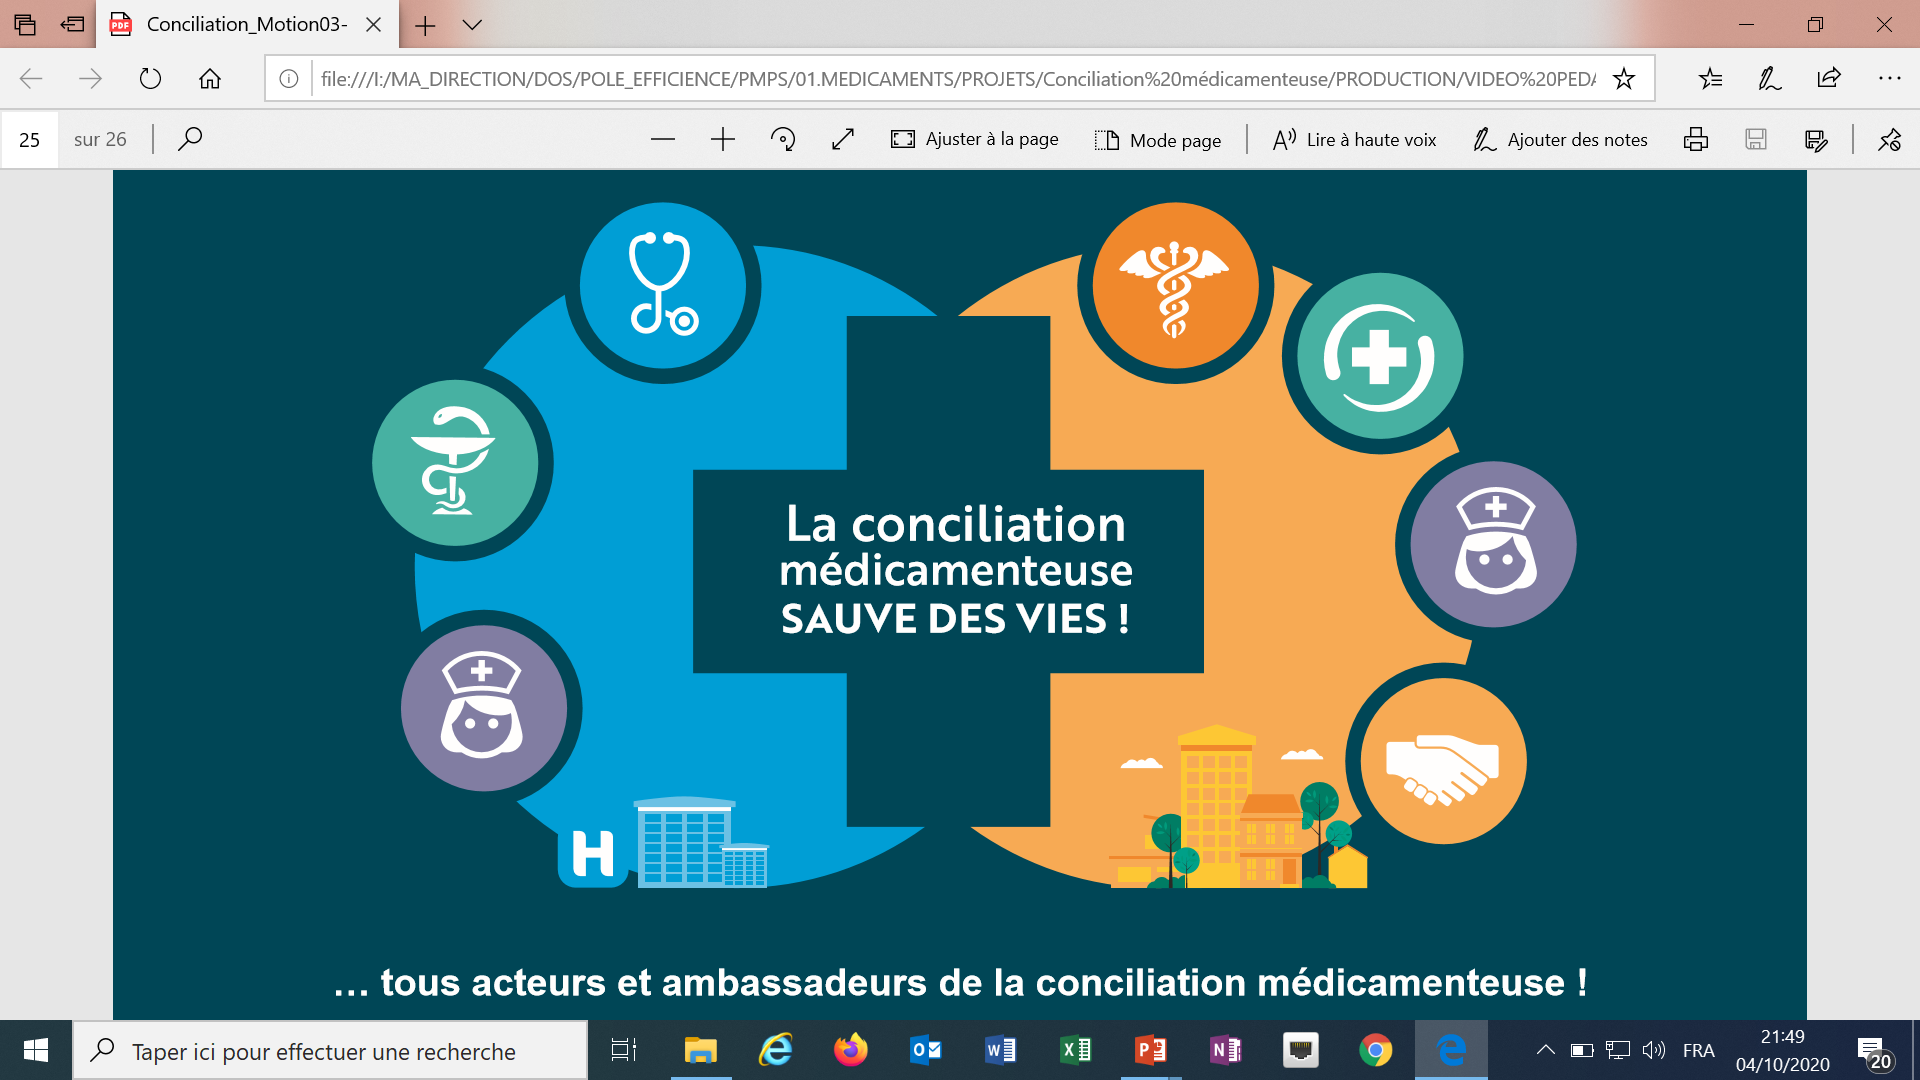 Conciliation_Motion03-
file:///I:/MA_DIRECTION/DOS/POLE_EFFICIENCE/PMPS/01.MEDICAMENTS/PROJETS/Conciliation%20médicamenteuse/PRODUCTION/VIDEO%20PEDA
25 sur 26
Ajuster à la page
Mode page
Lire à haute voix
Ajouter des notes
La conciliation
médicamenteuse
SAUVE DES VIES !
H
... tous acteurs et ambassadeurs de la conciliation médicamenteuse !
Taper ici pour effectuer une recherche
FRA
21:49
04/10/2020
20